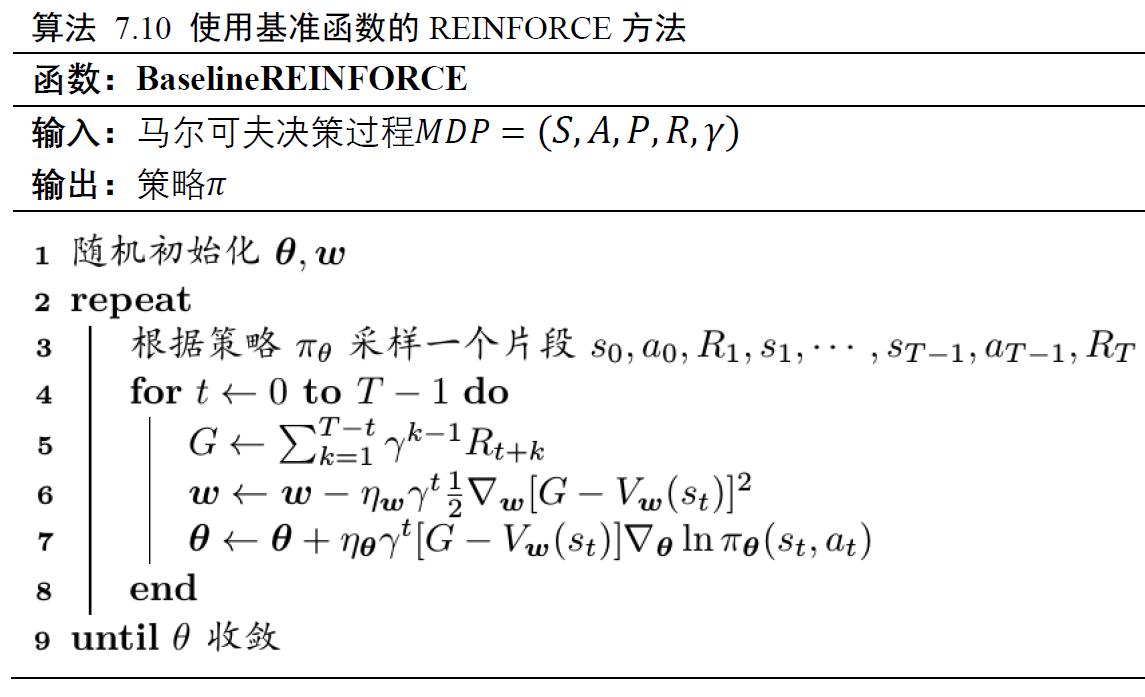 算法 7.10 使用基准函数的 REINFORCE 方法
函数：BaselineREINFORCE
输入：马尔可夫决策过程MDP = (S, A, P, R, γ)
输出：策略π
1 随机初始化 θ, w
2 repeat
3 根据策略 π_θ 采样一个片段 s_0, a_0, R_1, s_1, ⋯ , s_{T−1}, a_{T−1}, R_T
4 for t ← 0 to T − 1 do
5 G ← ∑_{k=1}^{T−t} γ^{k−1} R_{t+k}
6 w ← w − η_w γ^t \frac{1}{2} ∇_w [G − V_w(s_t)]^2
7 θ ← θ + η_θ γ^t [G − V_w(s_t)] ∇_θ ln π_θ(s_t, a_t)
8 end
9 until θ 收敛